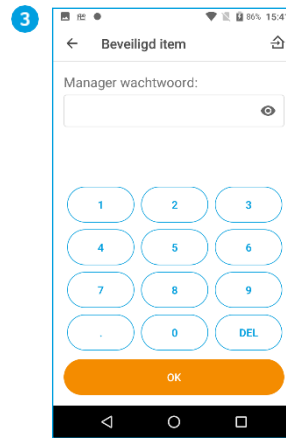 3
86% 15:41
Beveiligd item
Manager wachtwoord:
1 2 3
4 5 6
7 8 9
. 0 DEL
OK